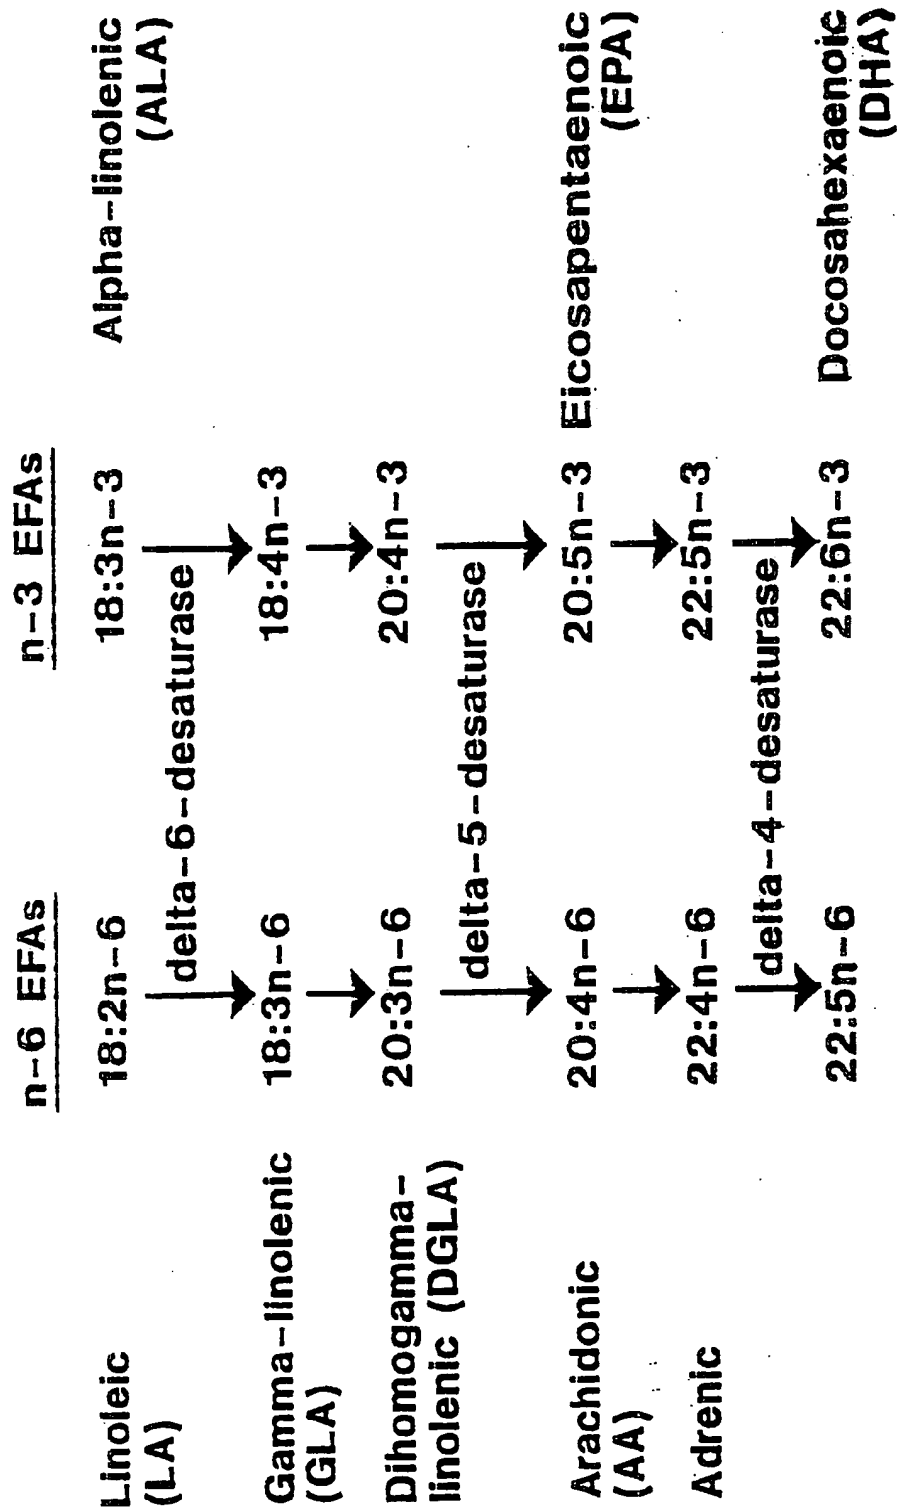 n-6 EFAs
n-3 EFAs
Linoleic
(LA)
18:2n-6
18:3n-3
Alpha-linolenic
(ALA)
delta-6-desaturase
Gamma-linolenic
(GLA)
18:3n-6
18:4n-3
Dihomogamma-
linolenic (DGLA)
20:3n-6
20:4n-3
delta-5-desaturase
Arachidonic
(AA)
20:4n-6
20:5n-3
Eicosapentaenoic
(EPA)
Adrenic
22:4n-6
22:5n-3
delta-4-desaturase
22:5n-6
22:6n-3
Docosahexaenoic
(DHA)